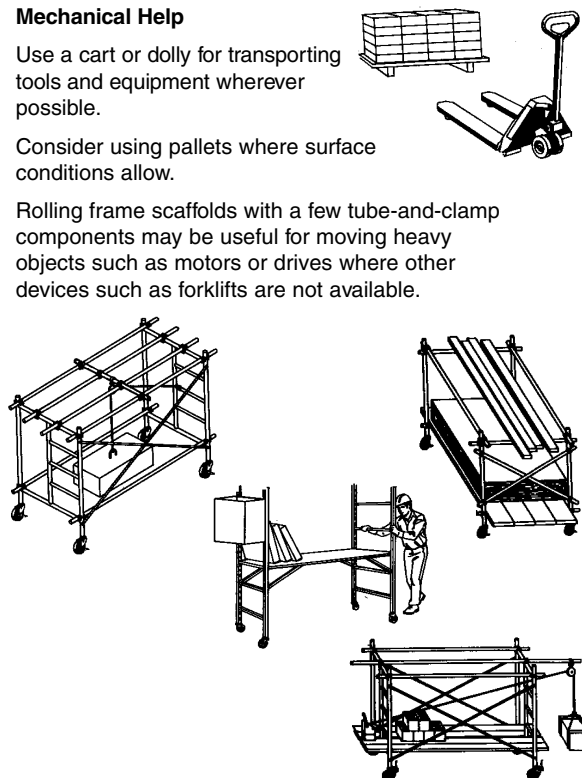 Mechanical Help
Use a cart or dolly for transporting
tools and equipment wherever
possible.
Consider using pallets where surface
conditions allow.
Rolling frame scaffolds with a few tube-and-clamp
components may be useful for moving heavy
objects such as motors or drives where other
devices such as forklifts are not available.